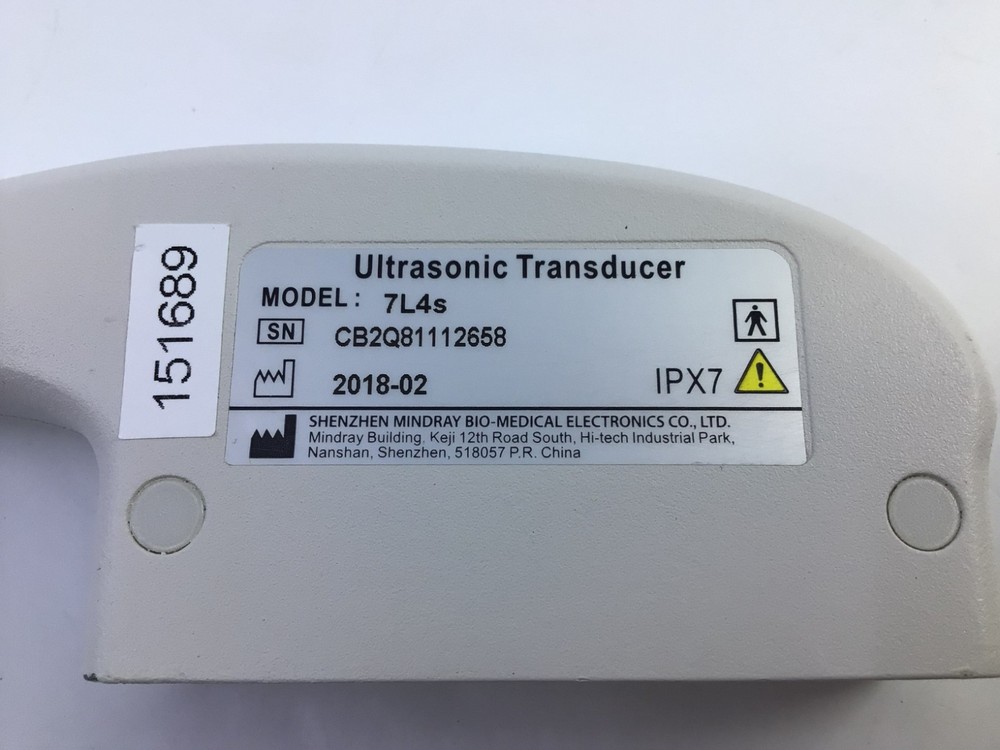 151689
Ultrasonic Transducer
MODEL : 7L4s
SN CB2Q81112658
2018-02
IPX7
SHENZHEN MINDRAY BIO-MEDICAL ELECTRONICS CO., LTD.
Mindray Building, Keji 12th Road South, Hi-tech Industrial Park,
Nanshan, Shenzhen, 518057 P.R. China